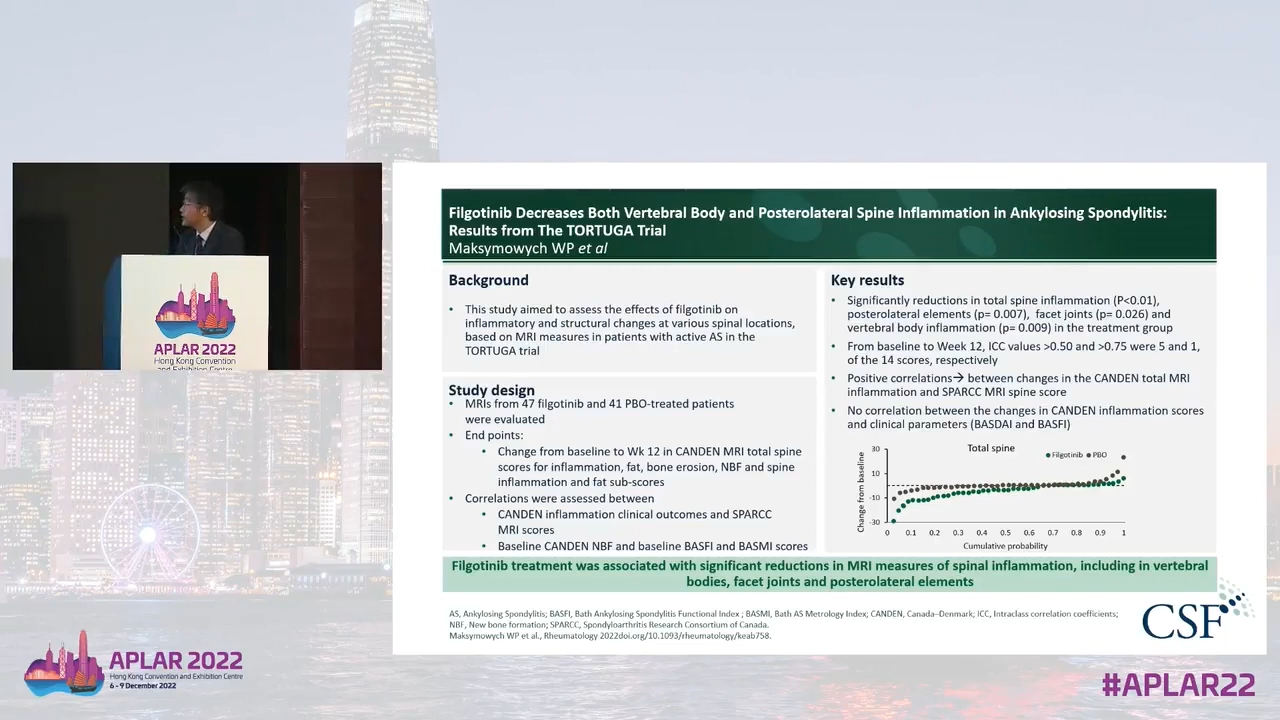 Filgotinib Decreases Both Vertebral Body and Posterolateral Spine Inflammation in Ankylosing Spondylitis:
Results from The TORTUGA Trial
Maksymowych WP et al
Background
• This study aimed to assess the effects of filgotinib on
inflammatory and structural changes at various spinal locations,
based on MRI measures in patients with active AS in the
TORTUGA trial
Study design
• MRIs from 47 filgotinib and 41 PBO-treated patients
were evaluated
• End points:
• Change from baseline to Wk 12 in CANDEN MRI total spine
scores for inflammation, fat, bone erosion, NBF and spine
inflammation and fat sub-scores
• Correlations were assessed between
• CANDEN inflammation clinical outcomes and SPARCC
MRI scores
• Baseline CANDEN NBF and baseline BASFI and BASMI scores
Key results
• Significantly reductions in total spine inflammation (P<0.01),
posterolateral elements (p= 0.007), facet joints (p= 0.026) and
vertebral body inflammation (p= 0.009) in the treatment group
• From baseline to Week 12, ICC values >0.50 and >0.75 were 5 and 1,
of the 14 scores, respectively
• Positive correlations→ between changes in the CANDEN total MRI
inflammation and SPARCC MRI spine score
• No correlation between the changes in CANDEN inflammation scores
and clinical parameters (BASDAI and BASFI)
Total spine
Filgotinib PBO
Change from baseline
30
10
-10
-30
0 0.1 0.2 0.3 0.4 0.5 0.6 0.7 0.8 0.9 1
Cumulative probability
Filgotinib treatment was associated with significant reductions in MRI measures of spinal inflammation, including in vertebral
bodies, facet joints and posterolateral elements
AS, Ankylosing Spondylitis; BASFI, Bath Ankylosing Spondylitis Functional Index ; BASMI, Bath AS Metrology Index; CANDEN, Canada–Denmark; ICC, Intraclass correlation coefficients;
NBF, New bone formation; SPARCC, Spondyloarthritis Research Consortium of Canada.
Maksymowych WP et al., Rheumatology 2022doi.org/10.1093/rheumatology/keab758.
CSF
APLAR 2022
Hong Kong Convention
and Exhibition Centre
APLAR 2022
Hong Kong Convention and Exhibition Centre
6 - 9 December 2022
#APLAR22